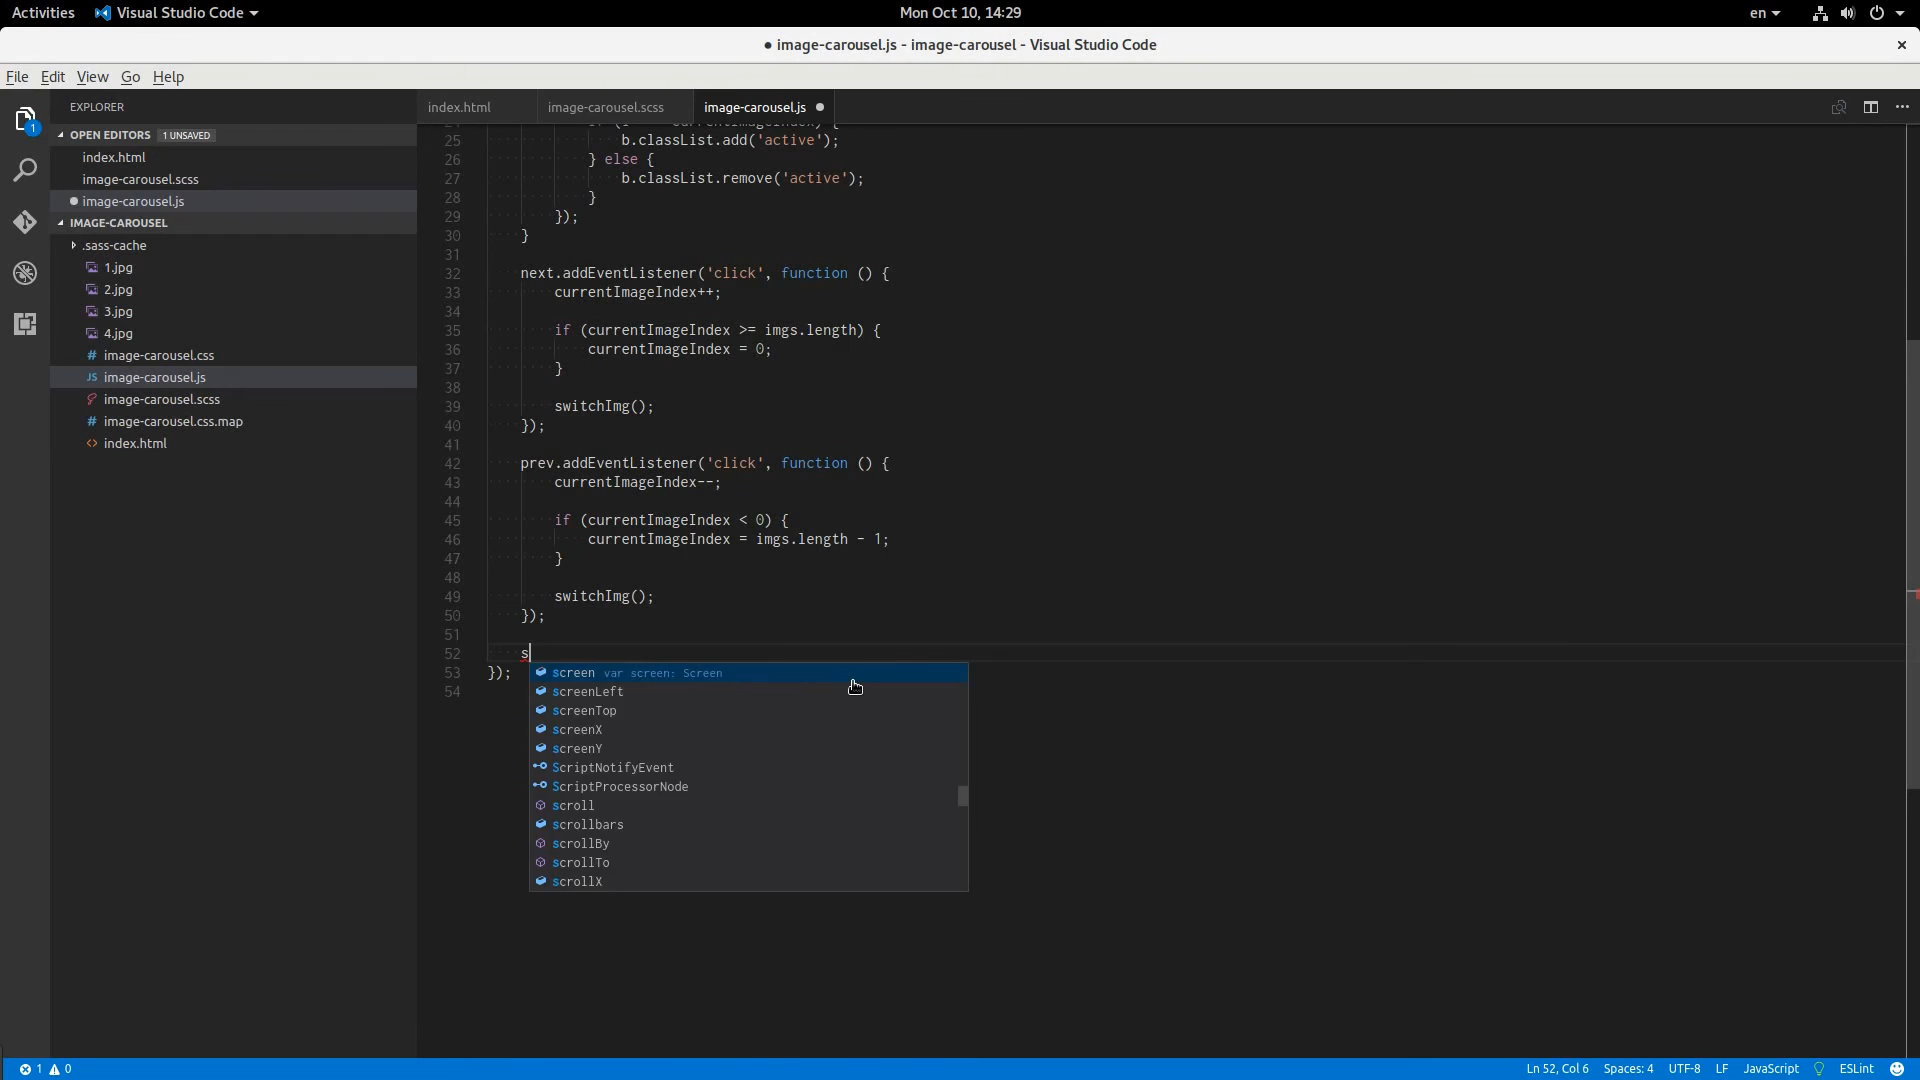 Activities Visual Studio Code Mon Oct 10, 14:29 en
● image-carousel.js - image-carousel - Visual Studio Code ×
File Edit View Go Help
EXPLORER
OPEN EDITORS 1 UNSAVED
index.html
image-carousel.scss
image-carousel.js
IMAGE-CAROUSEL
.sass-cache
1.jpg
2.jpg
3.jpg
4.jpg
# image-carousel.css
JS image-carousel.js
image-carousel.scss
# image-carousel.css.map
<> index.html
1
index.html image-carousel.scss image-carousel.js
25 b.classList.add('active');
26 } else {
27 b.classList.remove('active');
28 }
29 });
30 }
31
32 next.addEventListener('click', function () {
33 currentImageIndex++;
34
35 if (currentImageIndex >= imgs.length) {
36 currentImageIndex = 0;
37 }
38
39 switchImg();
40 });
41
42 prev.addEventListener('click', function () {
43 currentImageIndex--;
44
45 if (currentImageIndex < 0) {
46 currentImageIndex = imgs.length - 1;
47 }
48
49 switchImg();
50 });
51
52 s
53 });
54
screen var screen: Screen
screenLeft
screenTop
screenX
screenY
ScriptNotifyEvent
ScriptProcessorNode
scroll
scrollbars
scrollBy
scrollTo
scrollX
1 0 Ln 52, Col 6 Spaces: 4 UTF-8 LF JavaScript ESLint